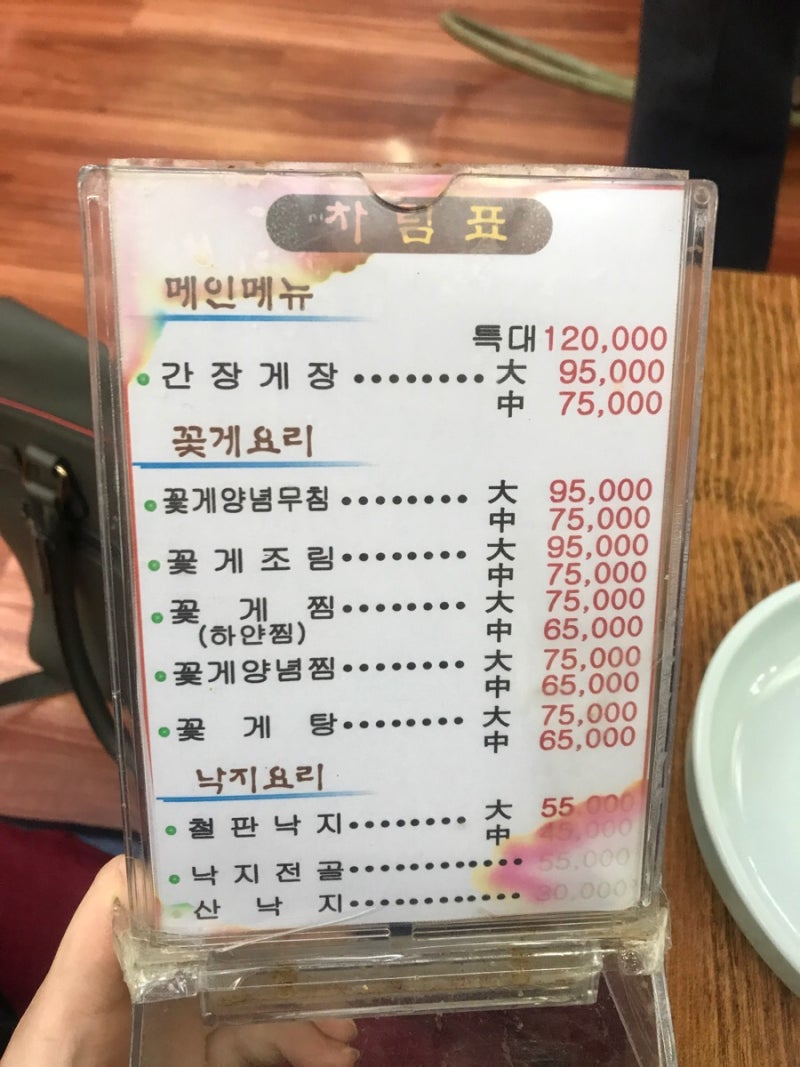 차림표
메인메뉴
특대 120,000
간장게장 ········ 大 95,000
中 75,000
꽃게요리
꽃게양념무침 ········ 大 95,000
中 75,000
꽃게조림 ········ 大 95,000
中 75,000
꽃게찜 ········ 大 75,000
(하얀찜) 中 65,000
꽃게양념찜 ········ 大 75,000
中 65,000
꽃게탕 ········ 大 75,000
中 65,000
낙지요리
철판낙지 ········ 大 55,000
中 45,000
낙지전골 ············ 55,000
산낙지 ············ 30,000